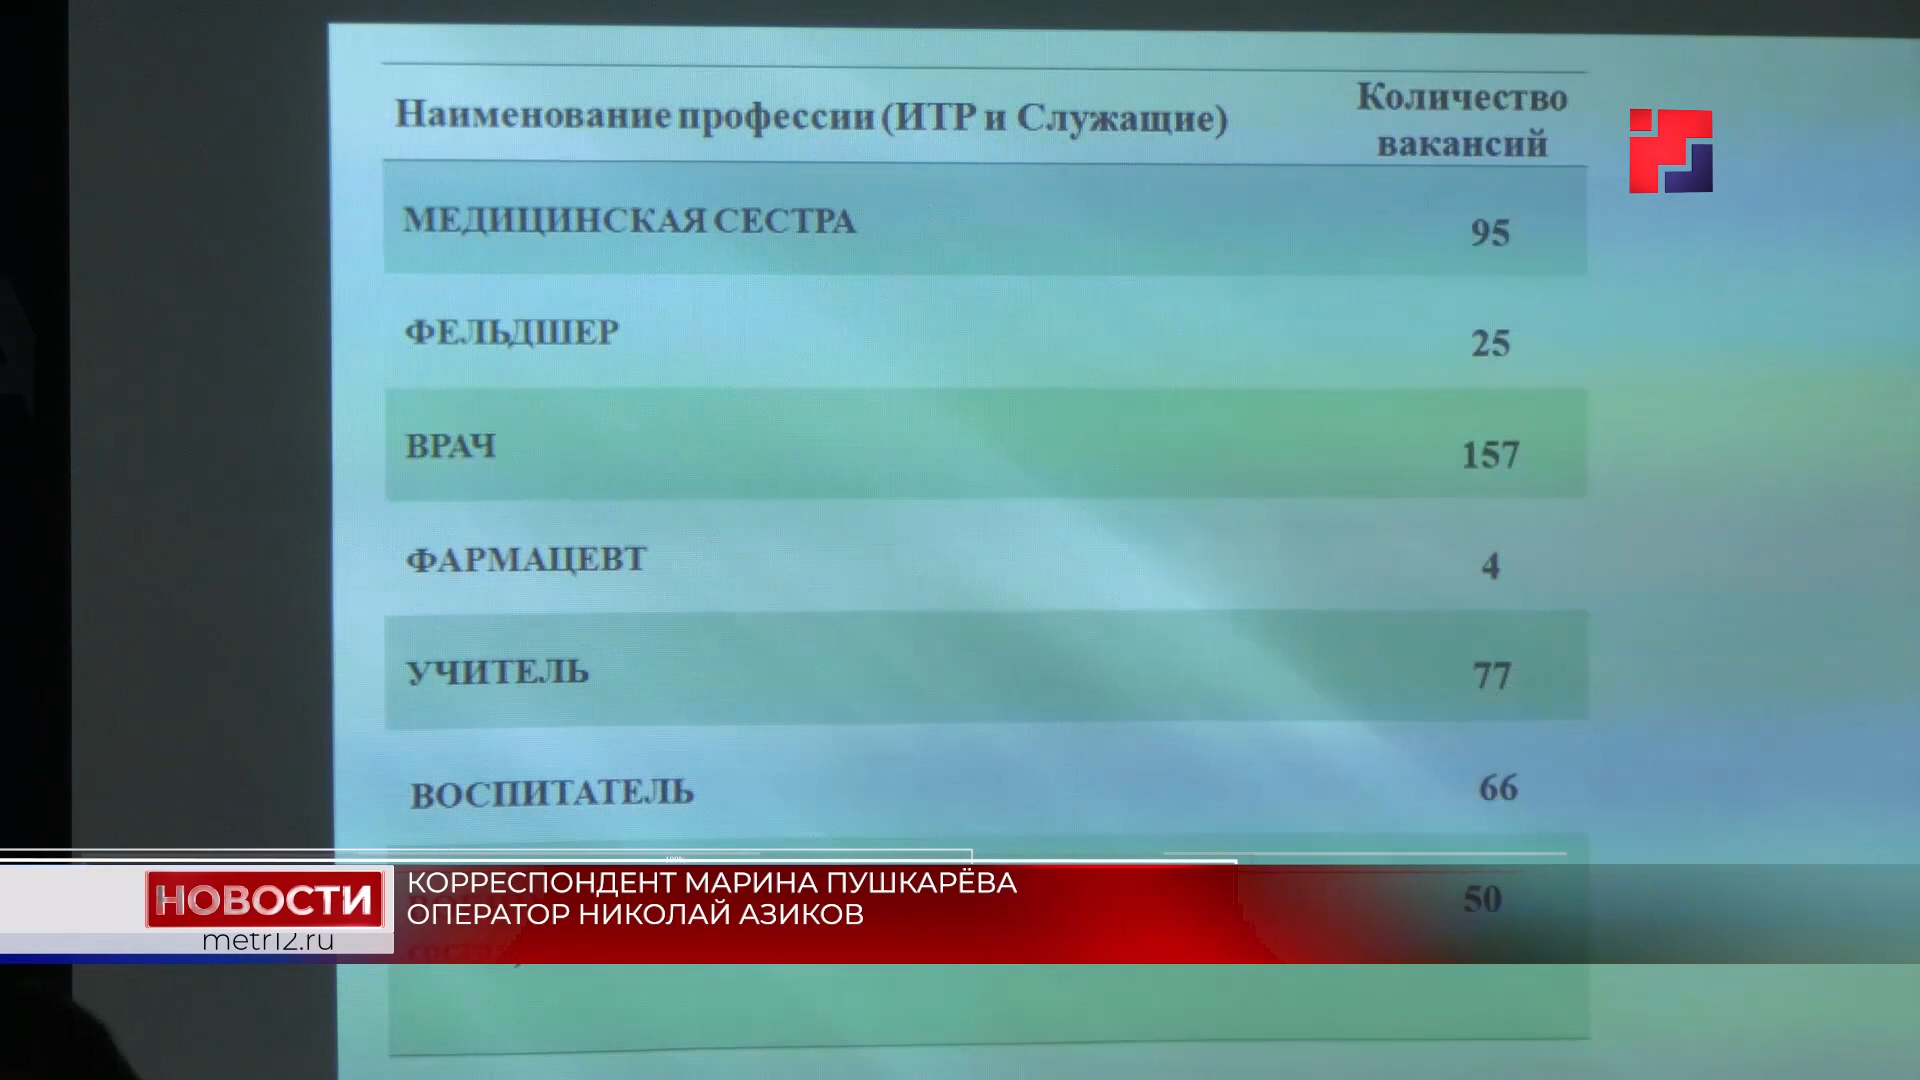 Наименование профессии (ИТР и Служащие)
Количество
вакансий
МЕДИЦИНСКАЯ СЕСТРА
95
ФЕЛЬДШЕР
25
ВРАЧ
157
ФАРМАЦЕВТ
4
УЧИТЕЛЬ
77
ВОСПИТАТЕЛЬ
66
50
НОВОСТИ
metr12.ru
КОРРЕСПОНДЕНТ МАРИНА ПУШКАРЁВА
ОПЕРАТОР НИКОЛАЙ АЗИКОВ